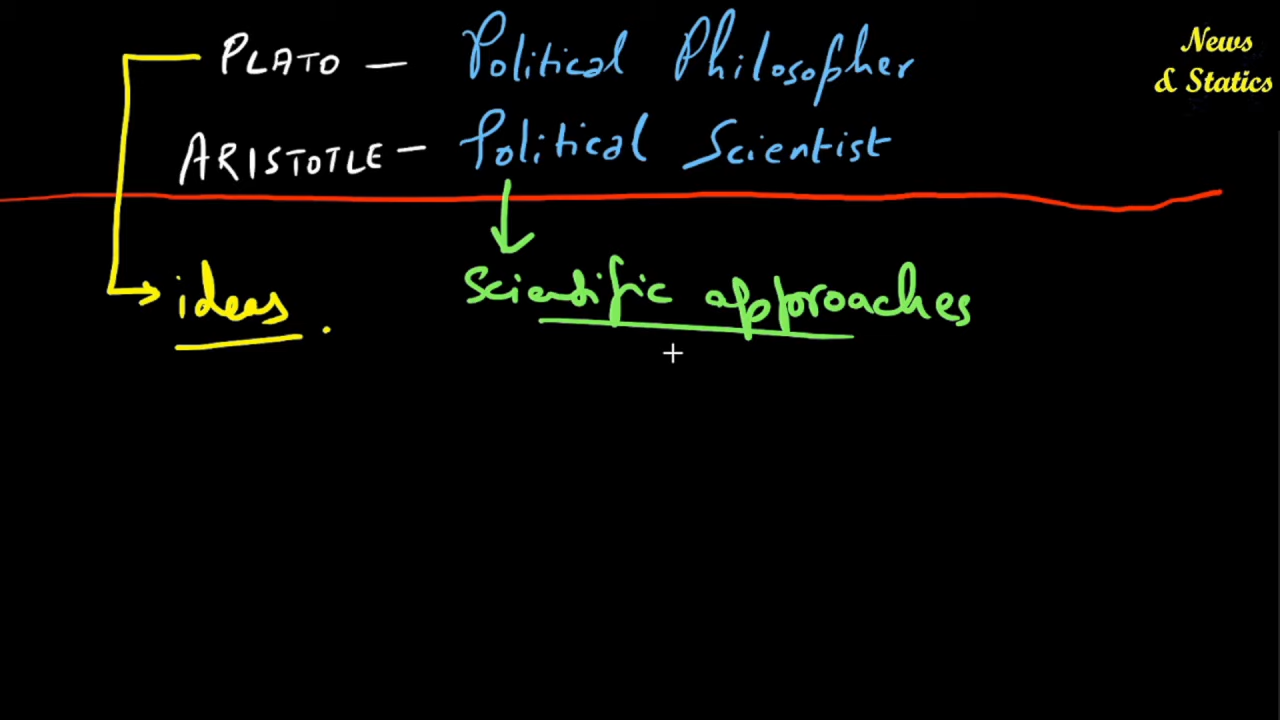 PLATO — Political Philosopher
ARISTOTLE — Political Scientist
ideas.
Scientific approaches
News
& Statics